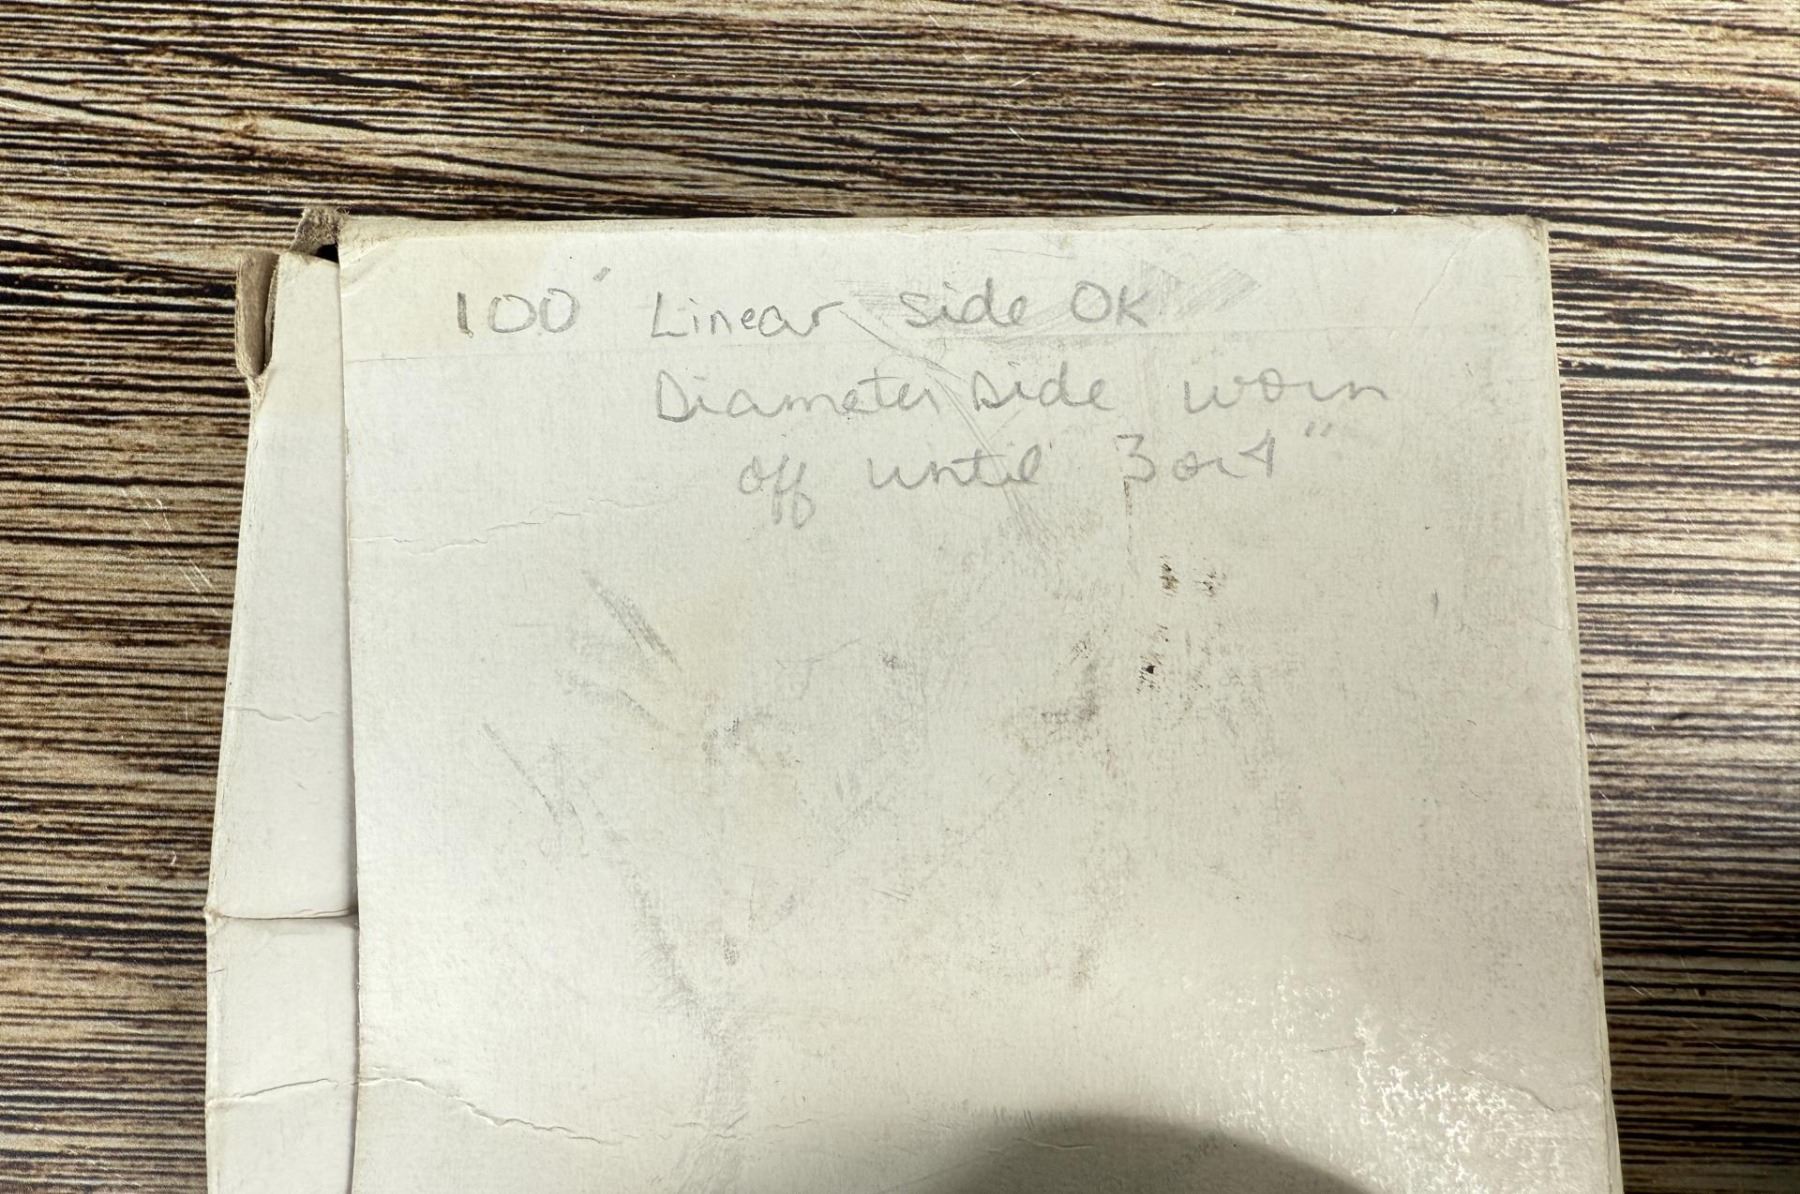 100' Linear side OK
Diameter side worn
off until 3 or 4"